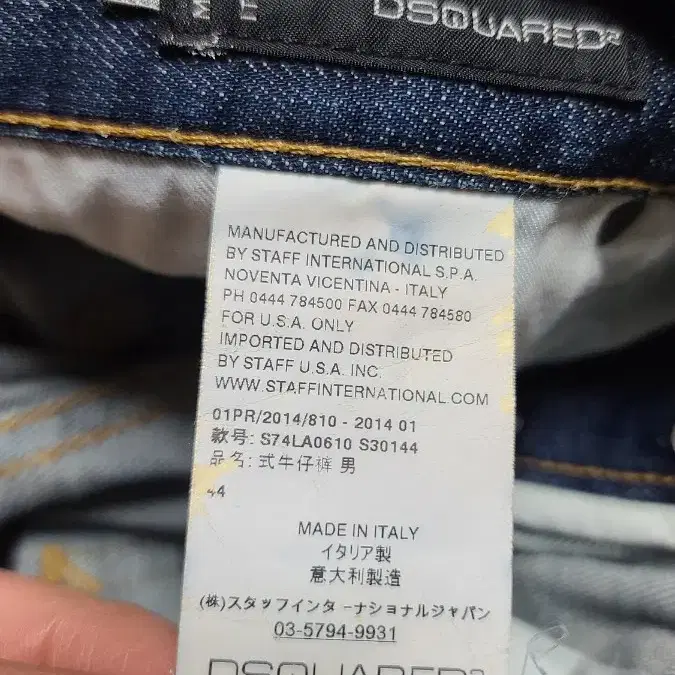 DSQUARED2
MANUFACTURED AND DISTRIBUTED
BY STAFF INTERNATIONAL S.P.A.
NOVENTA VICENTINA - ITALY
PH 0444 784500 FAX 0444 784580
FOR U.S.A. ONLY
IMPORTED AND DISTRIBUTED
BY STAFF U.S.A. INC.
WWW.STAFFINTERNATIONAL.COM
01PR/2014/810 - 2014 01
款号: S74LA0610 S30144
品名: 式牛仔裤 男
44
MADE IN ITALY
イタリア製
意大利製造
(株)スタッフインターナショナルジャパン
03-5794-9931
DSQUARED2